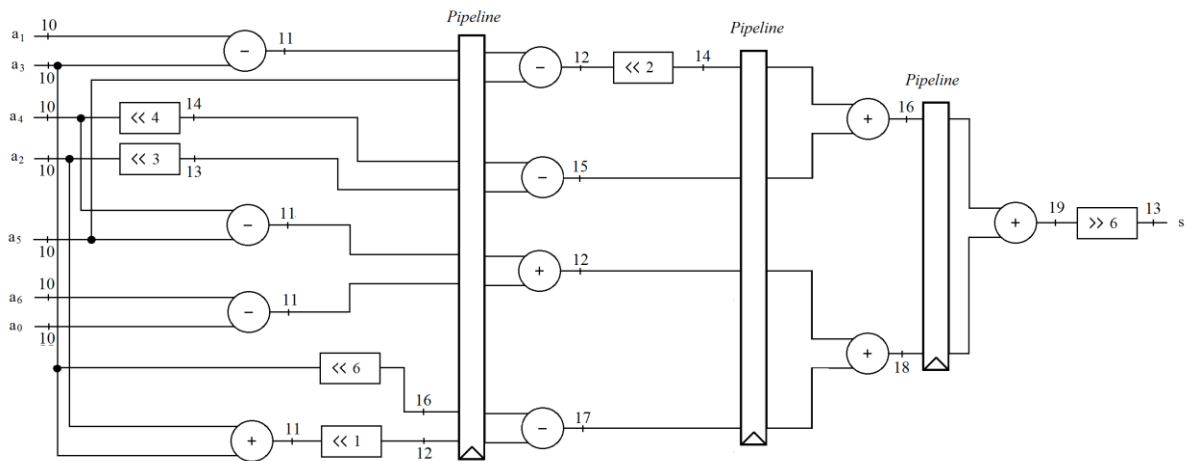 Pipeline
Pipeline
Pipeline
a₁ 10 − 11
a₃ 10
− 12 << 2 14
a₄ 10 << 4 14
+ 16
a₂ 10 << 3 13
− 15
− 11
a₅ 10
+ 19 >> 6 13 s
a₆ 10
+ 12
− 11
a₀ 10
+ 18
<< 6 16
− 17
+ 11 << 1 12